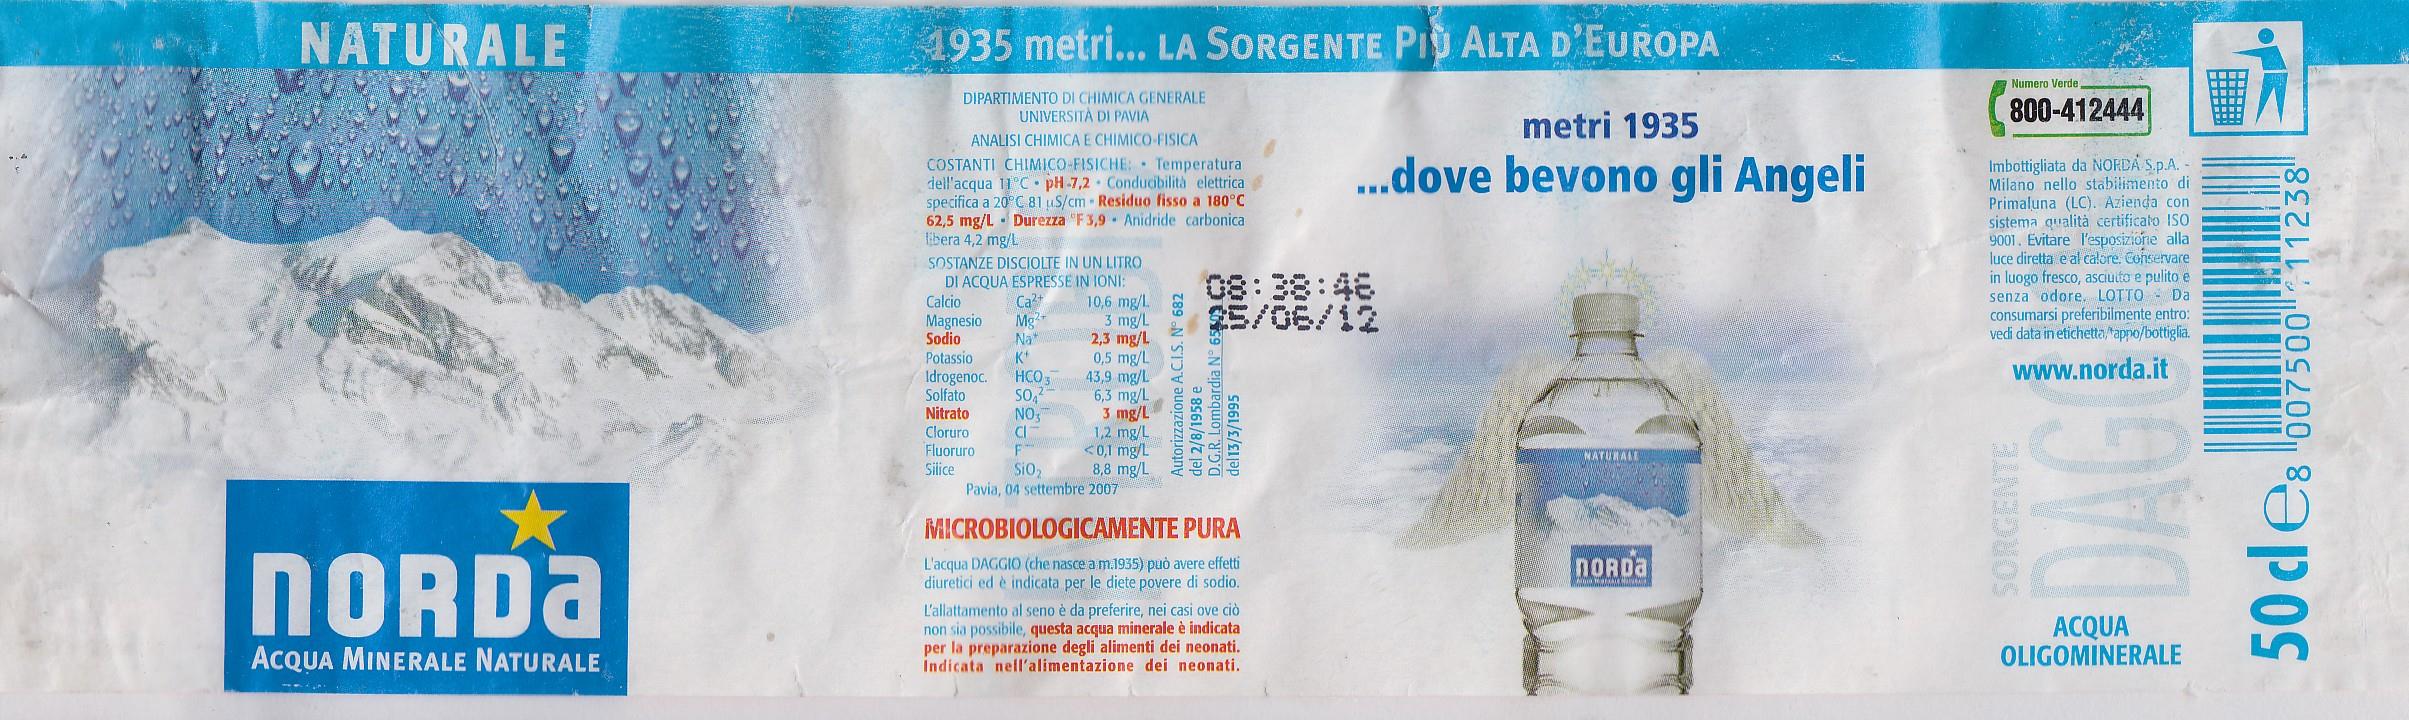 NATURALE
norda
ACQUA MINERALE NATURALE
1935 metri... LA SORGENTE PIÙ ALTA D'EUROPA
DIPARTIMENTO DI CHIMICA GENERALE
UNIVERSITÀ DI PAVIA
ANALISI CHIMICA E CHIMICO-FISICA
COSTANTI CHIMICO-FISICHE: • Temperatura
dell'acqua 11°C • pH 7,2 • Conducibilità elettrica
specifica a 20°C 81 µS/cm • Residuo fisso a 180°C
62,5 mg/L • Durezza °F 3,9 • Anidride carbonica
libera 4,2 mg/L
SOSTANZE DISCIOLTE IN UN LITRO
DI ACQUA ESPRESSE IN IONI:
Calcio Ca²⁺ 10,6 mg/L
Magnesio Mg²⁺ 3 mg/L
Sodio Na⁺ 2,3 mg/L
Potassio K⁺ 0,5 mg/L
Idrogenoc. HCO₃⁻ 43,9 mg/L
Solfato SO₄²⁻ 6,3 mg/L
Nitrato NO₃⁻ 3 mg/L
Cloruro Cl⁻ 1,2 mg/L
Fluoruro F⁻ <0,1 mg/L
Silice SiO₂ 8,8 mg/L
Pavia, 04 settembre 2007
Autorizzazione A.C.I.S. N° 682
del 2/8/1958 e
D.G.R. Lombardia N°
del 13/3/1995
08:38:46
25/06/12
MICROBIOLOGICAMENTE PURA
L'acqua DAGGIO (che nasce a m.1935) può avere effetti
diuretici ed è indicata per le diete povere di sodio.
L'allattamento al seno è da preferire, nei casi ove ciò
non sia possibile, questa acqua minerale è indicata
per la preparazione degli alimenti dei neonati.
Indicata nell'alimentazione dei neonati.
metri 1935
...dove bevono gli Angeli
NATURALE
norda
ACQUA MINERALE NATURALE
Numero Verde
800-412444
Imbottigliata da NORDA S.p.A. -
Milano nello stabilimento di
Primaluna (LC). Azienda con
sistema qualità certificato ISO
9001. Evitare l'esposizione alla
luce diretta e al calore. Conservare
in luogo fresco, asciutto e pulito e
senza odore. LOTTO - Da
consumarsi preferibilmente entro:
vedi data in etichetta/tappo/bottiglia.
www.norda.it
SORGENTE
ACQUA
OLIGOMINERALE
50 cl e
8 007500 111238